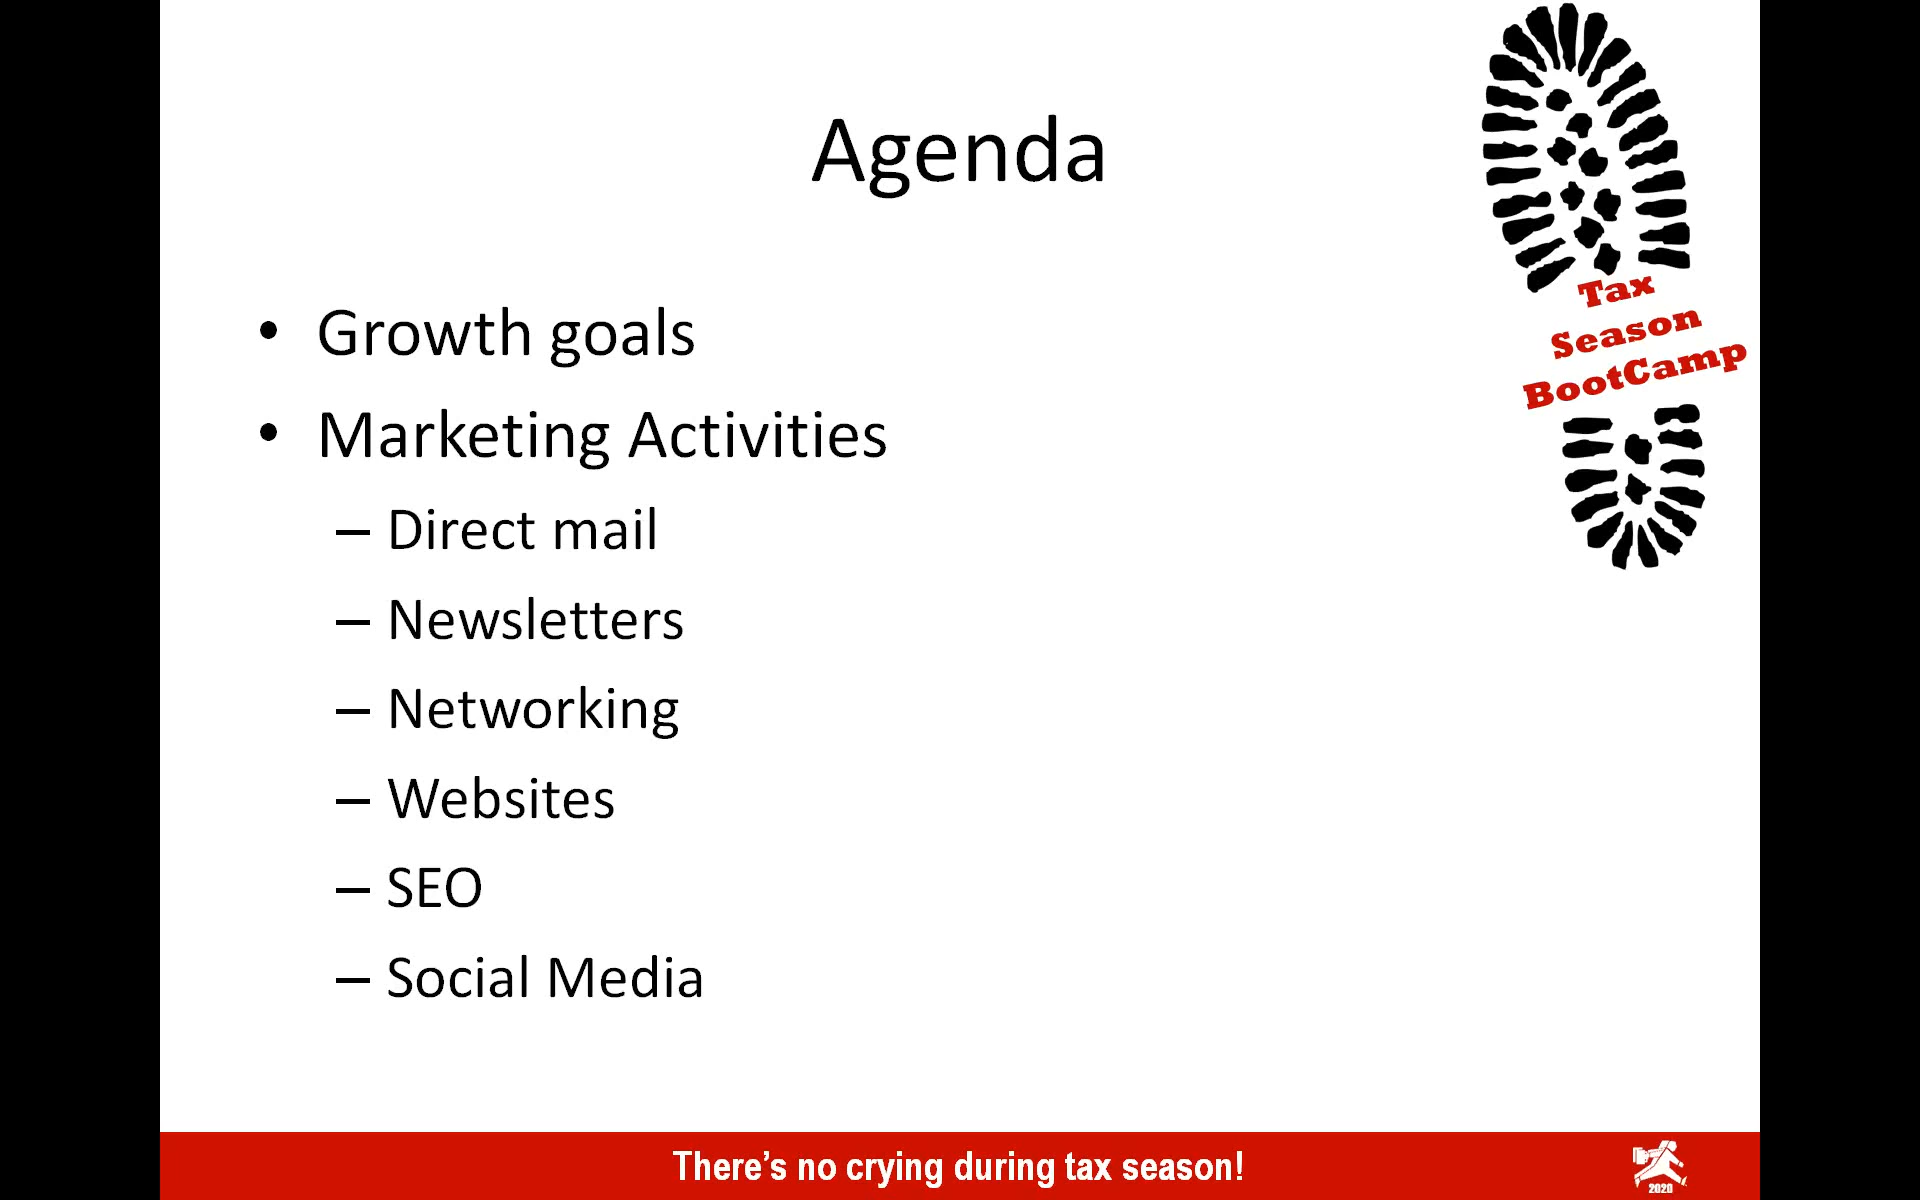 Agenda
Tax
Season
BootCamp
• Growth goals
• Marketing Activities
– Direct mail
– Newsletters
– Networking
– Websites
– SEO
– Social Media
There's no crying during tax season!
2020